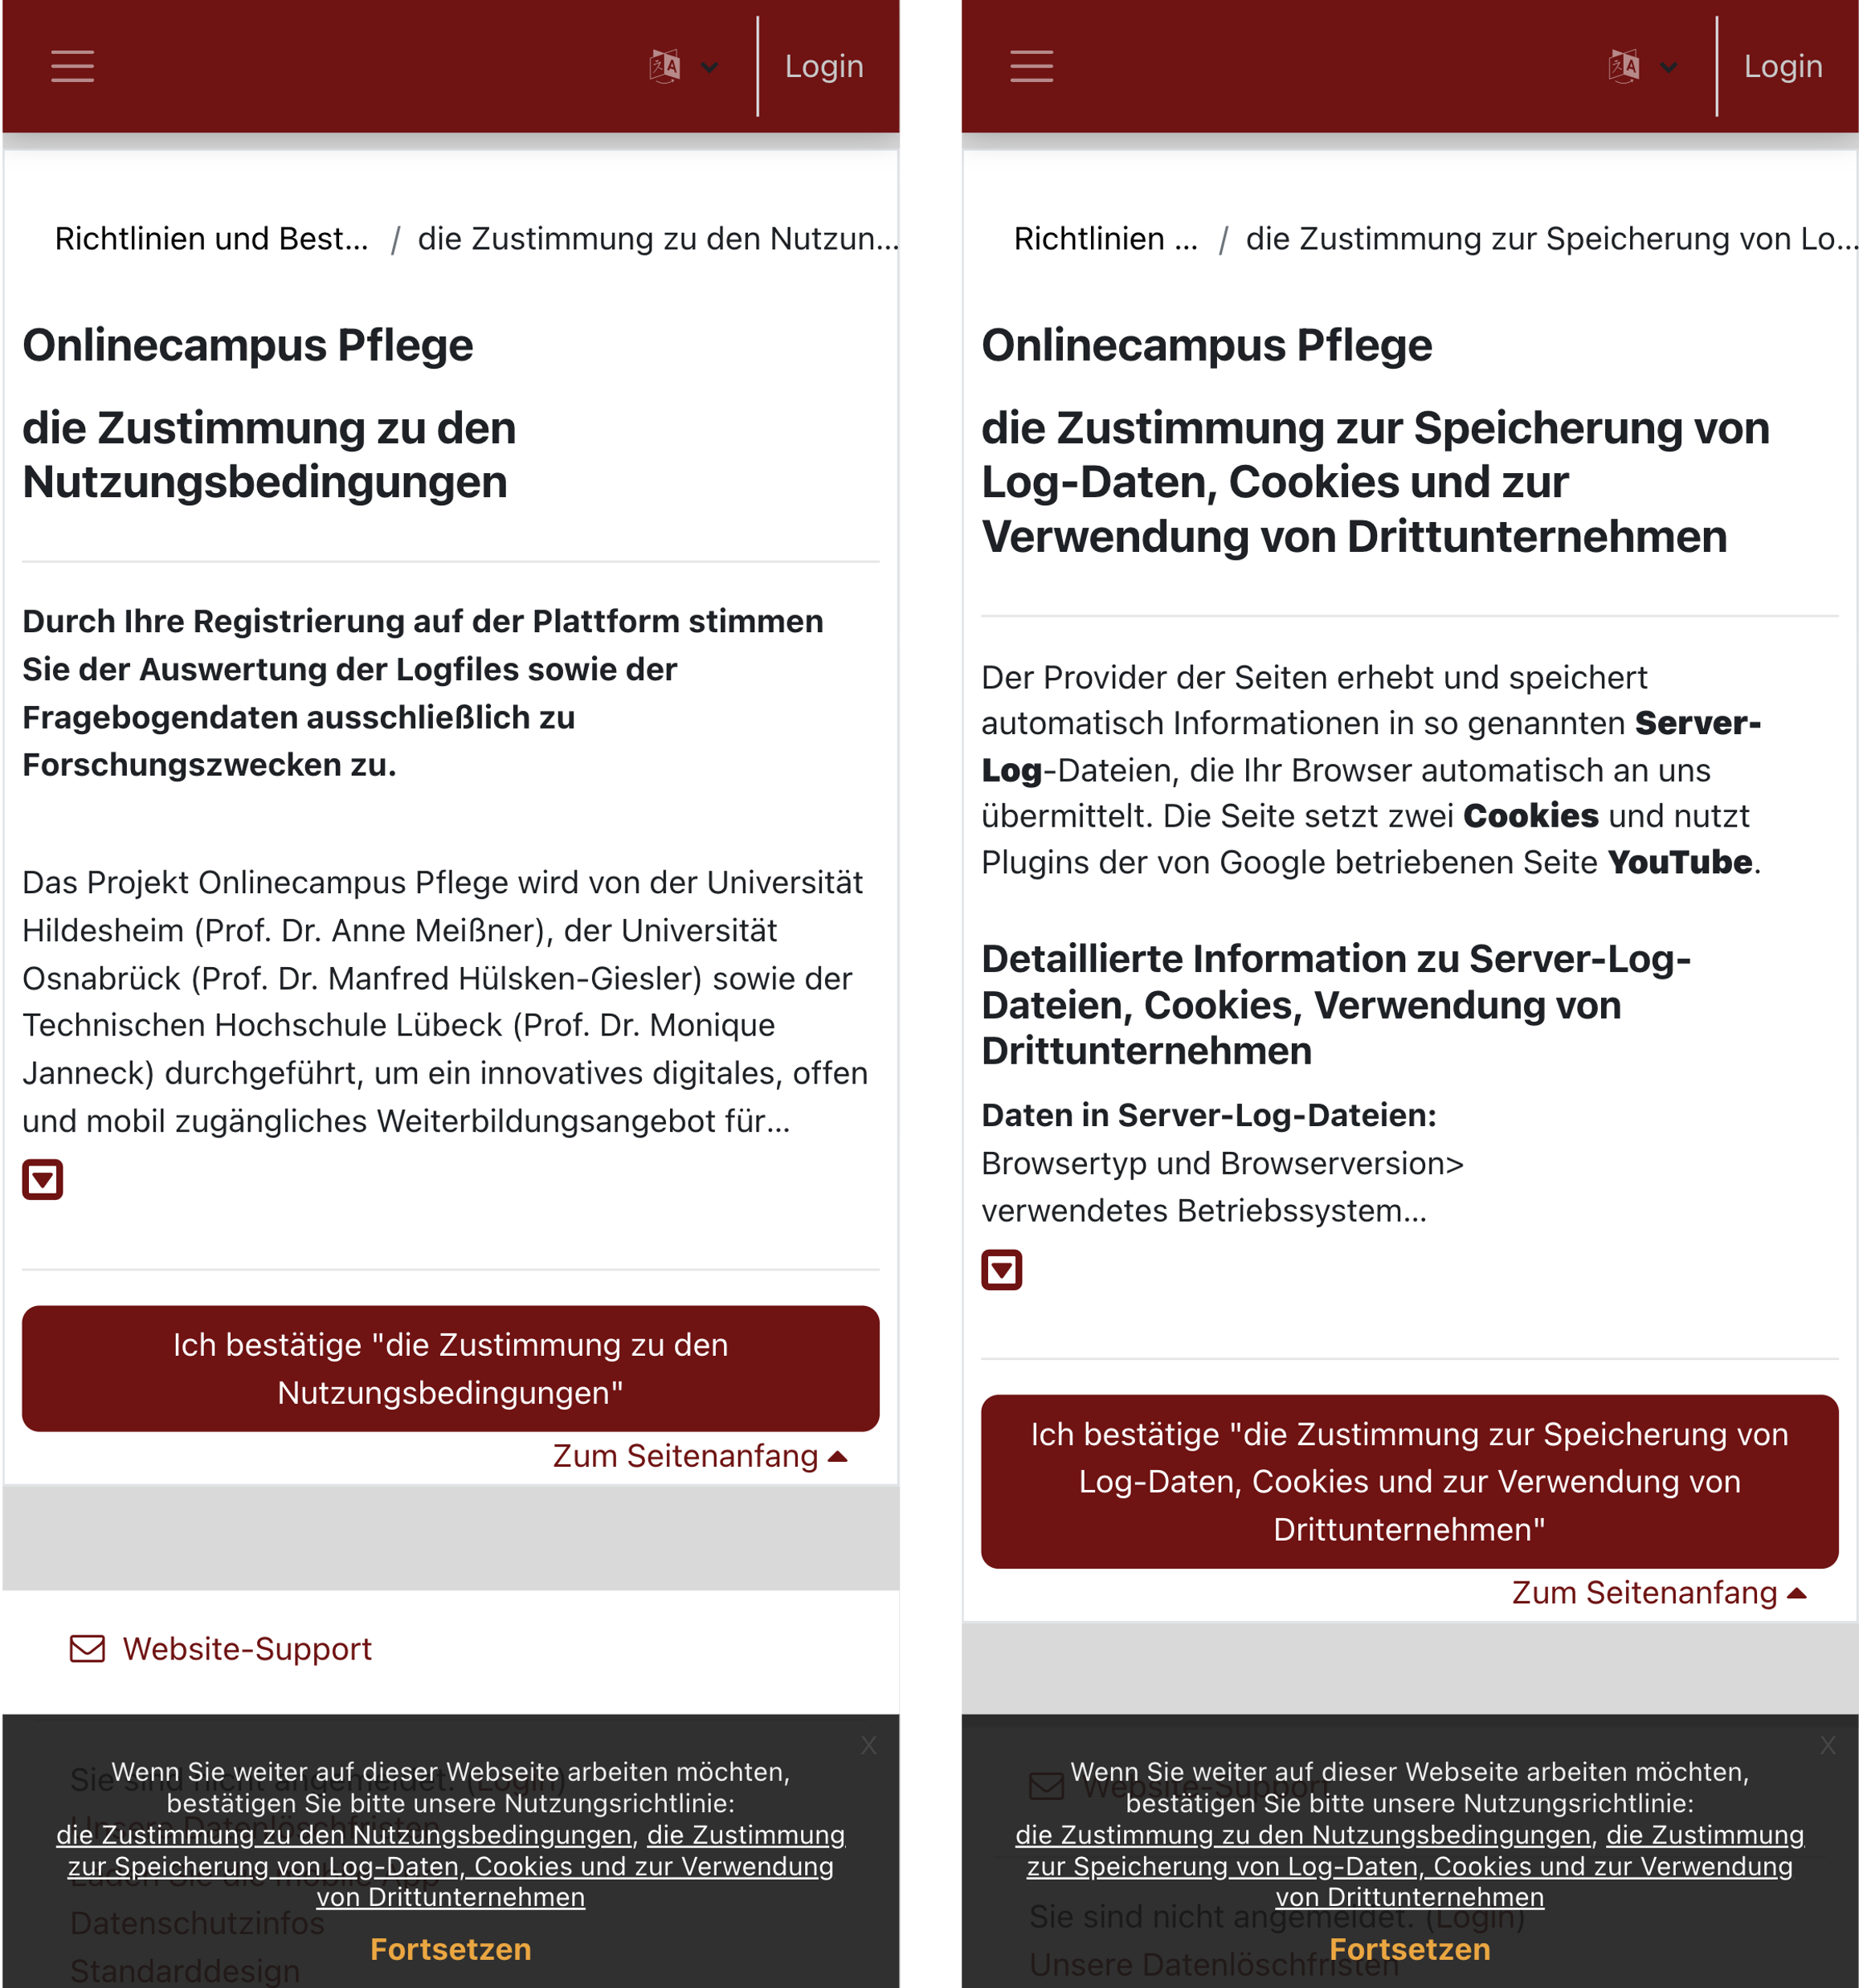 Login
Richtlinien und Best... / die Zustimmung zu den Nutzun...
Onlinecampus Pflege
die Zustimmung zu den
Nutzungsbedingungen
Durch Ihre Registrierung auf der Plattform stimmen
Sie der Auswertung der Logfiles sowie der
Fragebogendaten ausschließlich zu
Forschungszwecken zu.
Das Projekt Onlinecampus Pflege wird von der Universität
Hildesheim (Prof. Dr. Anne Meißner), der Universität
Osnabrück (Prof. Dr. Manfred Hülsken-Giesler) sowie der
Technischen Hochschule Lübeck (Prof. Dr. Monique
Janneck) durchgeführt, um ein innovatives digitales, offen
und mobil zugängliches Weiterbildungsangebot für...
Ich bestätige "die Zustimmung zu den
Nutzungsbedingungen"
Zum Seitenanfang
Website-Support
X
Wenn Sie weiter auf dieser Webseite arbeiten möchten,
Sie sind nicht angemeldet. (Login)
bestätigen Sie bitte unsere Nutzungsrichtlinie:
Unsere Datenlöschfristen
die Zustimmung zu den Nutzungsbedingungen, die Zustimmung
zur Speicherung von Log-Daten, Cookies und zur Verwendung
Laden Sie die mobile App
von Drittunternehmen
Datenschutzinfos
Fortsetzen
Standarddesign
Login
Richtlinien ... / die Zustimmung zur Speicherung von Lo...
Onlinecampus Pflege
die Zustimmung zur Speicherung von
Log-Daten, Cookies und zur
Verwendung von Drittunternehmen
Der Provider der Seiten erhebt und speichert
automatisch Informationen in so genannten Server-
Log-Dateien, die Ihr Browser automatisch an uns
übermittelt. Die Seite setzt zwei Cookies und nutzt
Plugins der von Google betriebenen Seite YouTube.
Detaillierte Information zu Server-Log-
Dateien, Cookies, Verwendung von
Drittunternehmen
Daten in Server-Log-Dateien:
Browsertyp und Browserversion>
verwendetes Betriebssystem...
Ich bestätige "die Zustimmung zur Speicherung von
Log-Daten, Cookies und zur Verwendung von
Drittunternehmen"
Zum Seitenanfang
X
Wenn Sie weiter auf dieser Webseite arbeiten möchten,
Website-Support
bestätigen Sie bitte unsere Nutzungsrichtlinie:
die Zustimmung zu den Nutzungsbedingungen, die Zustimmung
zur Speicherung von Log-Daten, Cookies und zur Verwendung
von Drittunternehmen
Sie sind nicht angemeldet. (Login)
Fortsetzen
Unsere Datenlöschfristen